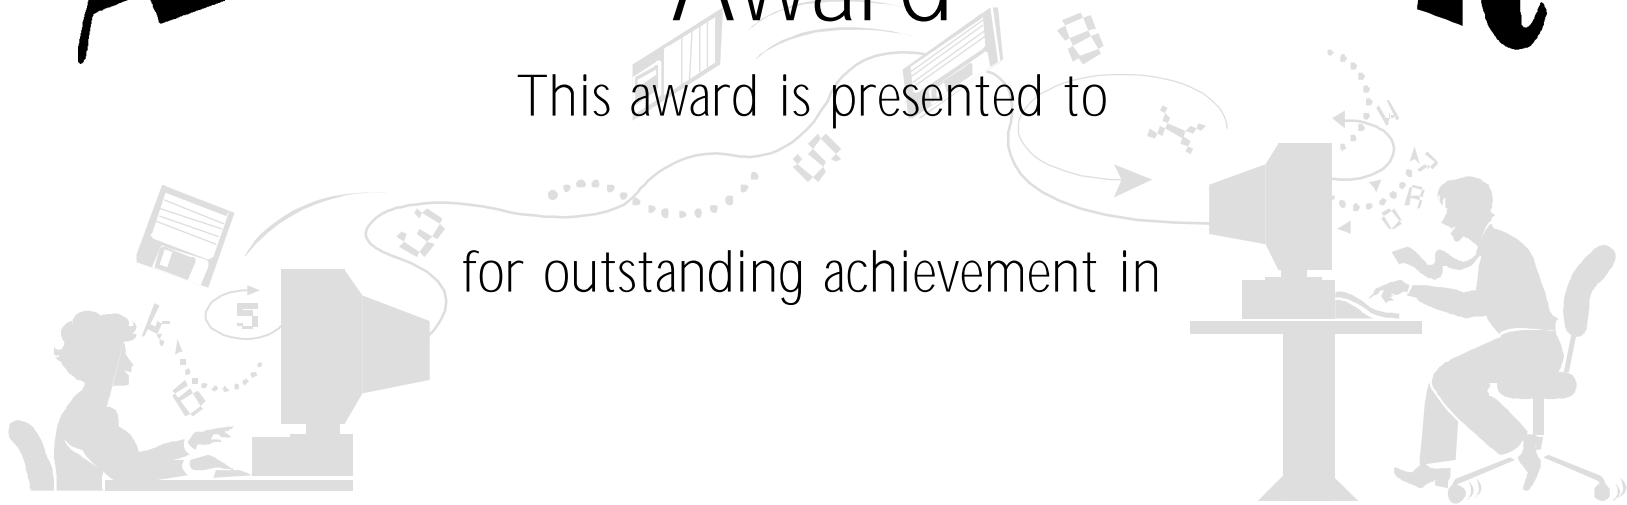 Award
This award is presented to
for outstanding achievement in